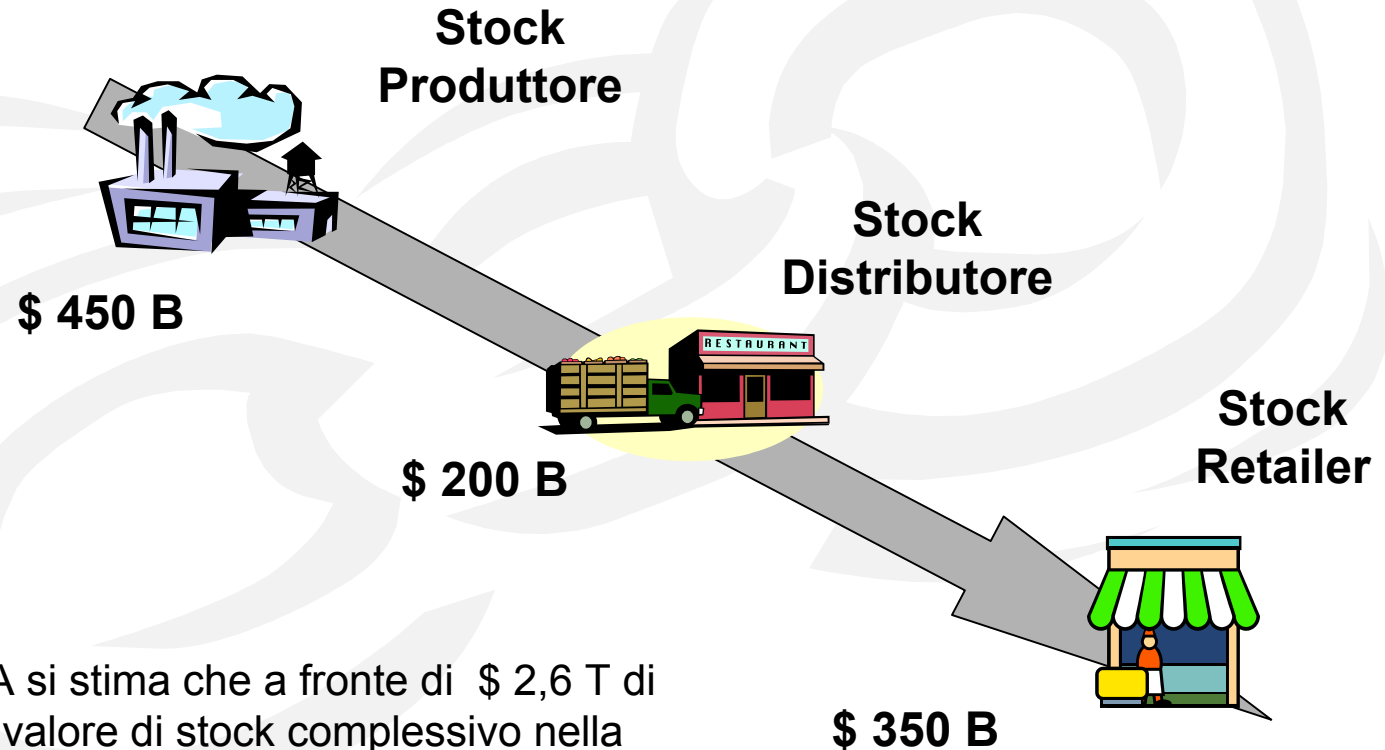 Stock
Produttore
$ 450 B
Stock
Distributore
RESTAURANT
$ 200 B
Stock
Retailer
si stima che a fronte di $ 2,6 T di
valore di stock complessivo nella
$ 350 B